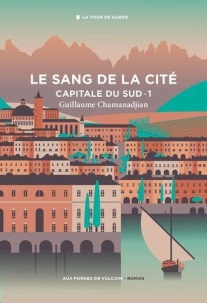 LA TOUR DE GARDE
LE SANG DE LA CITÉ
CAPITALE DU SUD · 1
Guillaume Chamanadjian
AUX FORGES DE VULCAIN / ROMAN